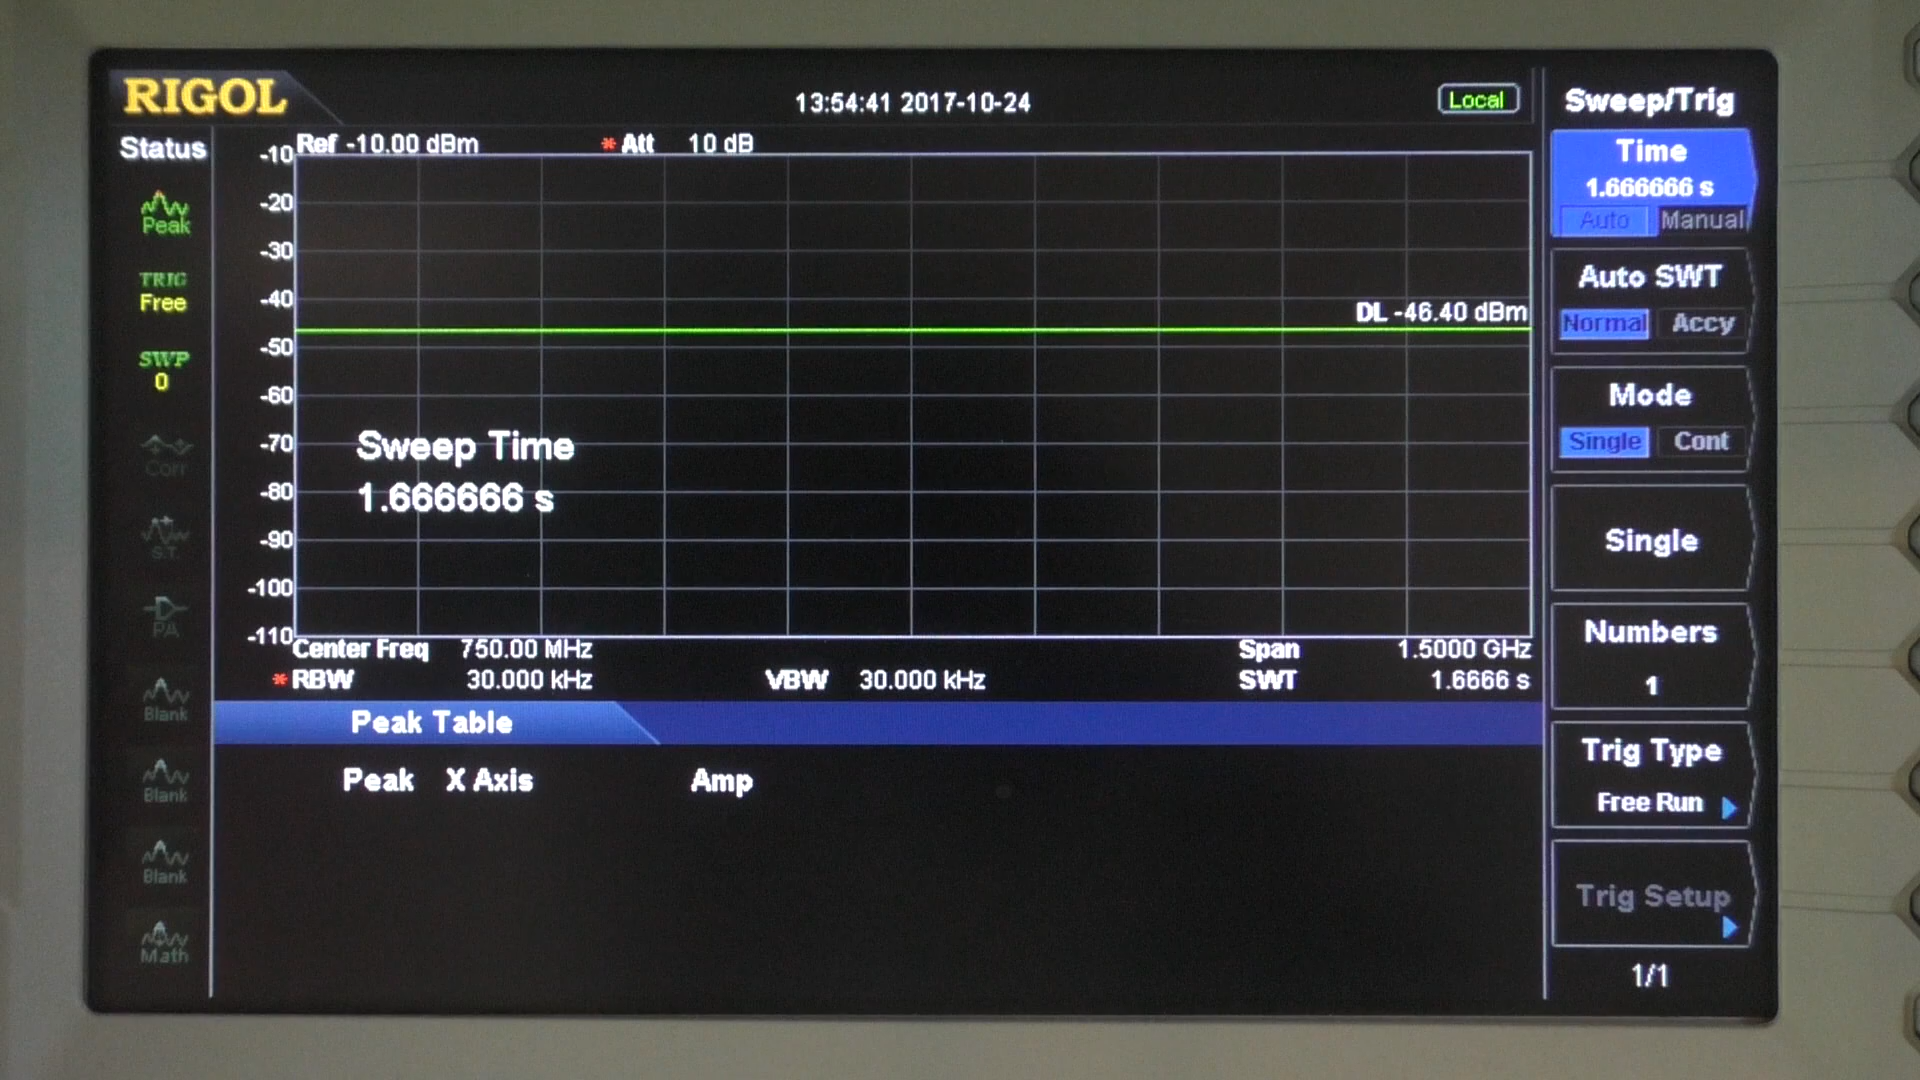 RIGOL
13:54:41 2017-10-24
Local
Status
Peak
TRIG
Free
SWP
0
Corr
S.T.
PA
Blank
Blank
Blank
Math
Ref -10.00 dBm
* Att 10 dB
-10
-20
-30
-40
-50
-60
-70
-80
-90
-100
-110
DL -46.40 dBm
Sweep Time
1.666666 s
Center Freq 750.00 MHz
Span 1.5000 GHz
* RBW 30.000 kHz
VBW 30.000 kHz
SWT 1.6666 s
Peak Table
Peak X Axis Amp
Sweep/Trig
Time
1.666666 s
Auto Manual
Auto SWT
Normal Accy
Mode
Single Cont
Single
Numbers
1
Trig Type
Free Run
Trig Setup
1/1